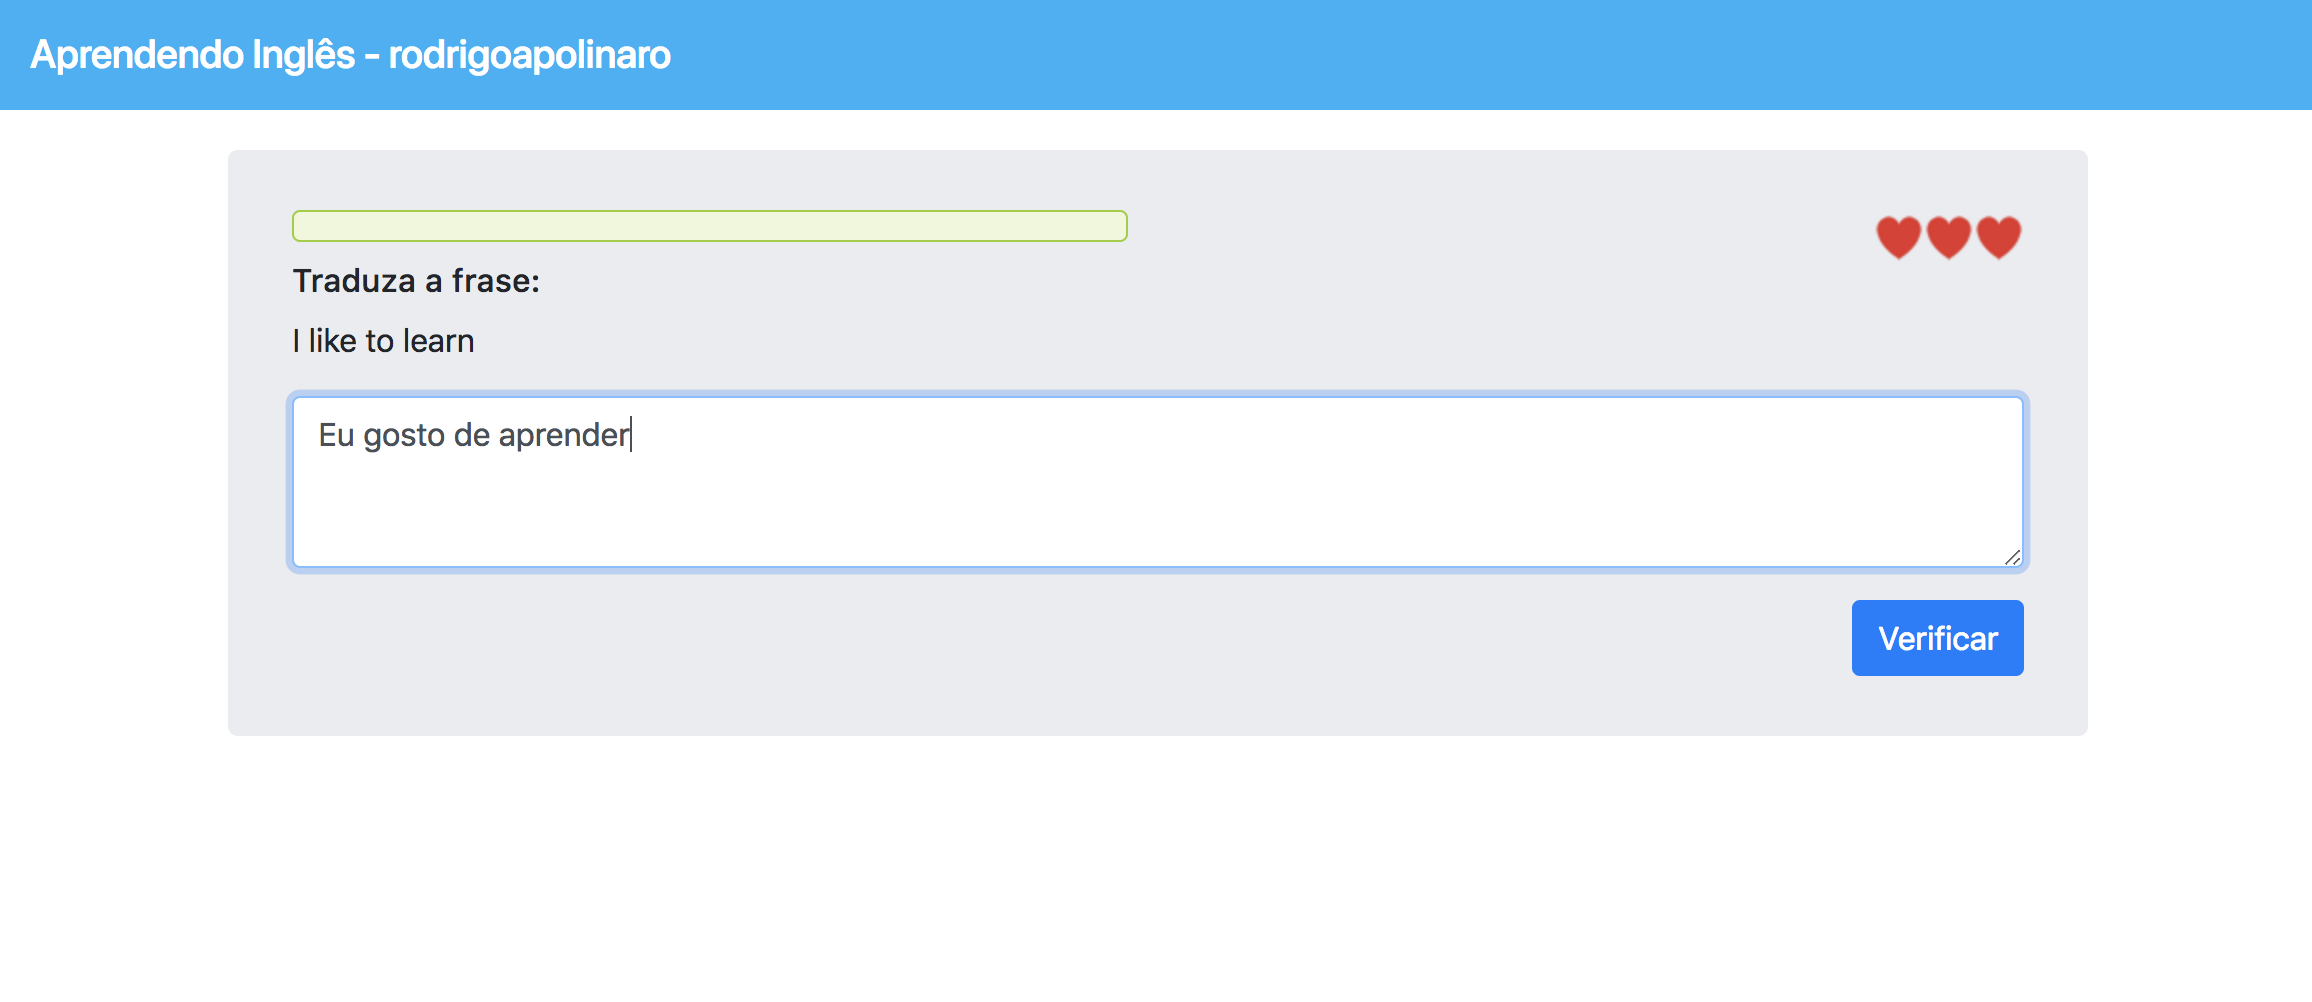 Aprendendo Inglês - rodrigoapolinaro
Traduza a frase:
I like to learn
Eu gosto de aprender
Verificar